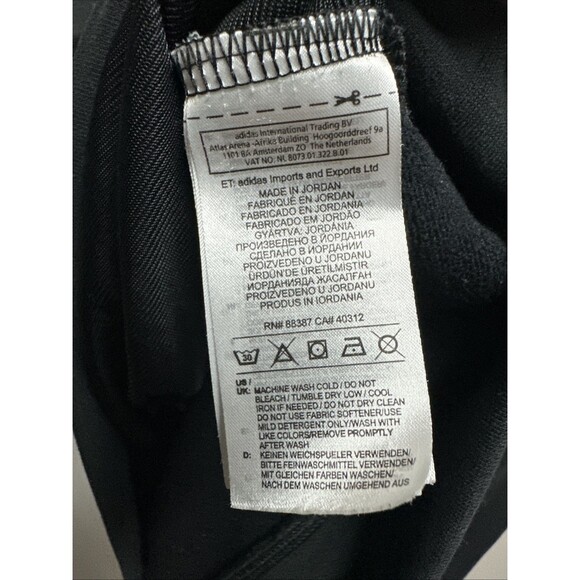 adidas International Trading BV
Atlas Arena -Afrika Building Hoogoorddreef 9a
1101 BA Amsterdam ZO The Netherlands
VAT NO: NL 8073.01.322.B.01
ET: adidas Imports and Exports Ltd
MADE IN JORDAN
FABRIQUÉ EN JORDAN
FABRICADO EN JORDANIA
FABRICADO EM JORDÃO
GYÁRTVA: JORDÁNIA
ПРОИЗВЕДЕНО В ЙОРДАНИЯ
СДЕЛАНО В ИОРДАНИИ
PROIZVEDENO U JORDANU
ÜRDÜN'DE ÜRETİLMİŞTİR
ИОРДАНИЯДА ЖАСАЛҒАН
PROIZVEDENO U JORDANU
PRODUS IN IORDANIA
RN# 88387 CA# 40312
30
US /
UK: MACHINE WASH COLD / DO NOT
BLEACH / TUMBLE DRY LOW / COOL
IRON IF NEEDED / DO NOT DRY CLEAN
DO NOT USE FABRIC SOFTENER/USE
MILD DETERGENT ONLY/WASH WITH
LIKE COLORS/REMOVE PROMPTLY
AFTER WASH
D: KEINEN WEICHSPUELER VERWENDEN/
BITTE FEINWASCHMITTEL VERWENDEN/
MIT GLEICHEN FARBEN WASCHEN/
NACH DEM WASCHEN UMGEHEND AUS